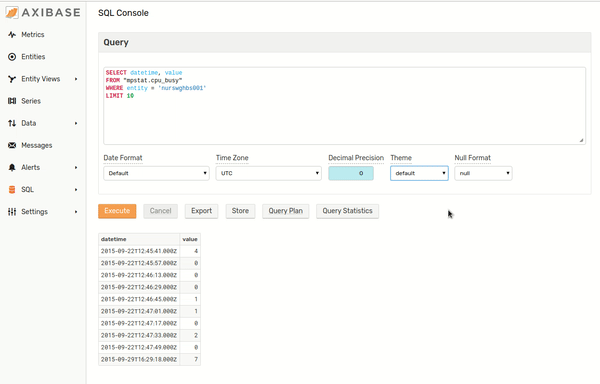 AXIBASE
SQL Console
Metrics
Entities
Entity Views
Series
Data
Messages
Alerts
SQL
Settings
Query
SELECT datetime, value
FROM "mpstat.cpu_busy"
WHERE entity = 'nurswghbs001'
LIMIT 10
Date Format
Time Zone
Decimal Precision
Theme
Null Format
Default
UTC
0
default
null
Execute
Cancel
Export
Store
Query Plan
Query Statistics
datetime value
2015-09-22T12:45:41.000Z 4
2015-09-22T12:45:57.000Z 0
2015-09-22T12:46:13.000Z 0
2015-09-22T12:46:29.000Z 0
2015-09-22T12:46:45.000Z 1
2015-09-22T12:47:01.000Z 1
2015-09-22T12:47:17.000Z 0
2015-09-22T12:47:33.000Z 2
2015-09-22T12:47:49.000Z 0
2015-09-29T16:29:18.000Z 7